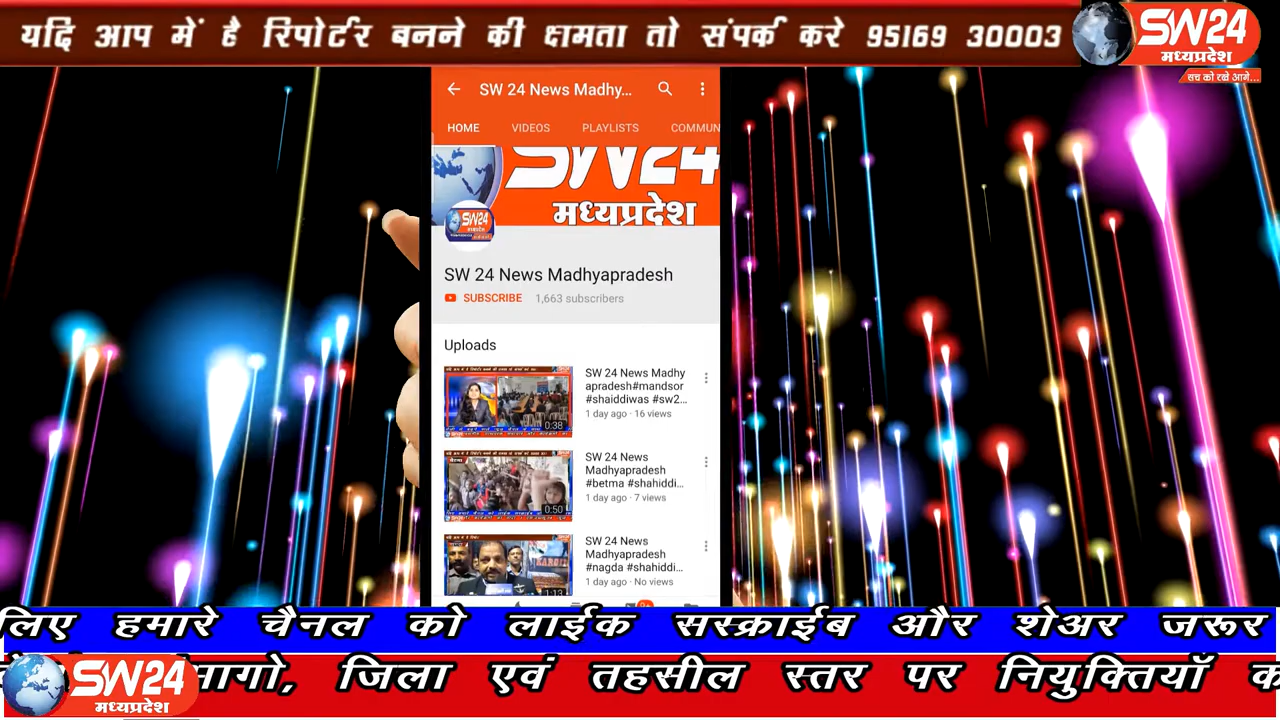 यदि आप में है रिपोर्टर बनने की क्षमता तो संपर्क करे 95169 30003
SW24
मध्यप्रदेश
सच को रखे आगे...
SW 24 News Madhy...
HOME VIDEOS PLAYLISTS COMMUN
SW24
मध्यप्रदेश
SW24
SW 24 News Madhyapradesh
SUBSCRIBE 1,663 subscribers
Uploads
SW 24 News Madhy
apradesh#mandsor
#shaiddiwas #sw2...
1 day ago · 16 views
0:38
SW 24 News
Madhyapradesh
#betma #shahiddi...
1 day ago · 7 views
0:50
SW 24 News
Madhyapradesh
#nagda #shahiddi...
1 day ago · No views
1:13
लिए हमारे चैनल को लाईक सस्क्राईब और शेअर जरूर
भागो, जिला एवं तहसील स्तर पर नियुक्तियाँ क
SW24
मध्यप्रदेश